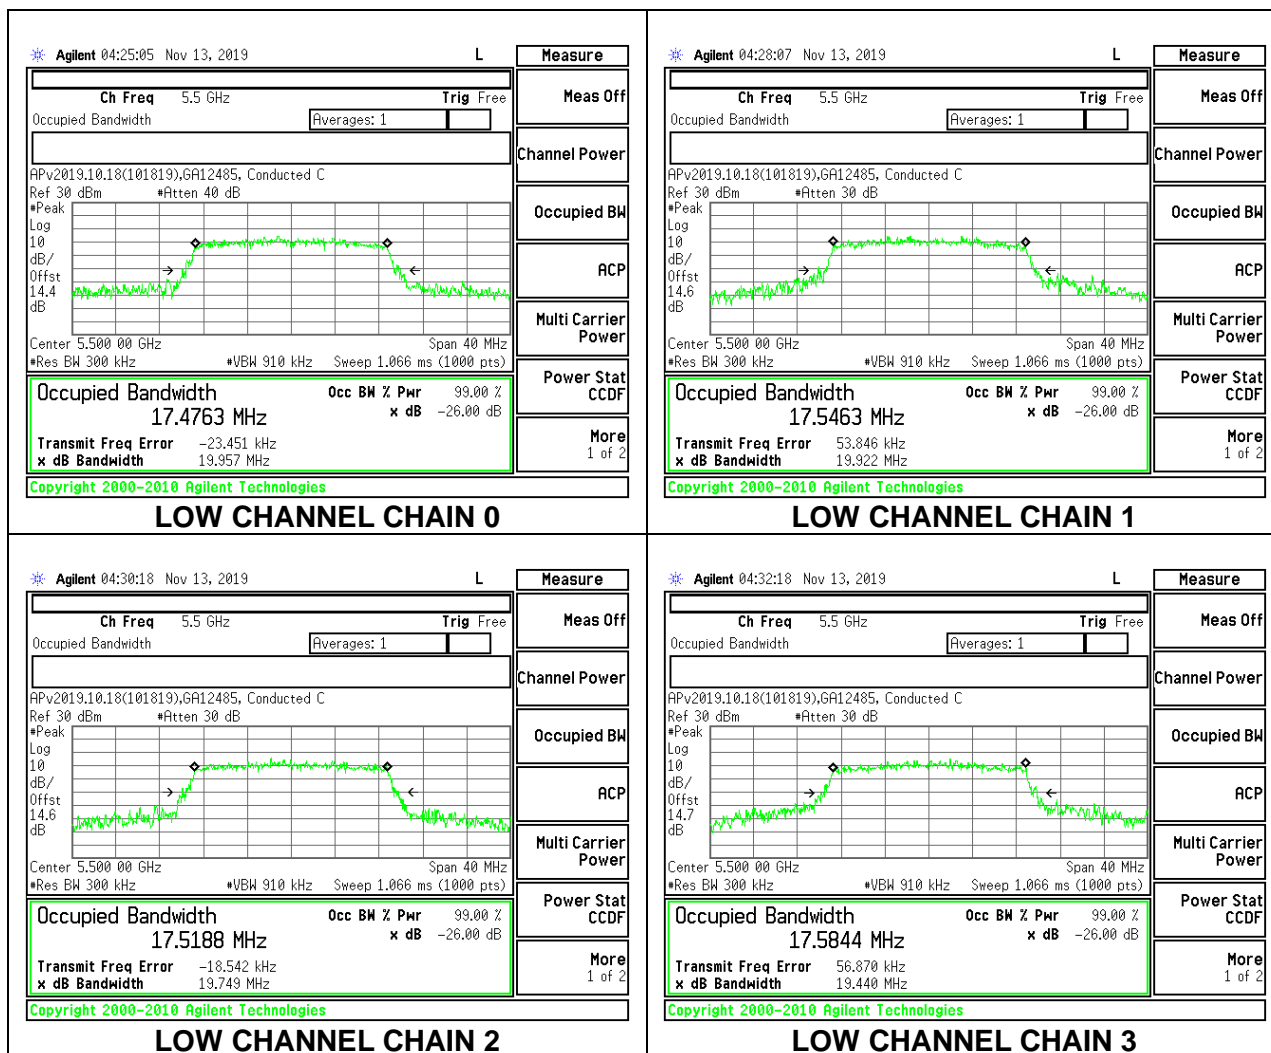 Agilent 04:25:05 Nov 13, 2019 L Measure
Ch Freq 5.5 GHz Trig Free Meas Off
Occupied Bandwidth Averages: 1
Channel Power
APv2019.10.18(101819),GA12485, Conducted C
Ref 30 dBm #Atten 40 dB
#Peak
Log
10
dB/
Offst
14.4
dB
Occupied BW
ACP
Multi Carrier
Power
Center 5.500 00 GHz Span 40 MHz
#Res BW 300 kHz #VBW 910 kHz Sweep 1.066 ms (1000 pts)
Power Stat
CCDF
Occupied Bandwidth Occ BW % Pwr 99.00 %
17.4763 MHz x dB -26.00 dB
Transmit Freq Error -23.451 kHz
x dB Bandwidth 19.957 MHz
More
1 of 2
Copyright 2000-2010 Agilent Technologies
LOW CHANNEL CHAIN 0
Agilent 04:28:07 Nov 13, 2019 L Measure
Ch Freq 5.5 GHz Trig Free Meas Off
Occupied Bandwidth Averages: 1
Channel Power
APv2019.10.18(101819),GA12485, Conducted C
Ref 30 dBm #Atten 30 dB
#Peak
Log
10
dB/
Offst
14.6
dB
Occupied BW
ACP
Multi Carrier
Power
Center 5.500 00 GHz Span 40 MHz
#Res BW 300 kHz #VBW 910 kHz Sweep 1.066 ms (1000 pts)
Power Stat
CCDF
Occupied Bandwidth Occ BW % Pwr 99.00 %
17.5463 MHz x dB -26.00 dB
Transmit Freq Error 53.846 kHz
x dB Bandwidth 19.922 MHz
More
1 of 2
Copyright 2000-2010 Agilent Technologies
LOW CHANNEL CHAIN 1
Agilent 04:30:18 Nov 13, 2019 L Measure
Ch Freq 5.5 GHz Trig Free Meas Off
Occupied Bandwidth Averages: 1
Channel Power
APv2019.10.18(101819),GA12485, Conducted C
Ref 30 dBm #Atten 30 dB
#Peak
Log
10
dB/
Offst
14.6
dB
Occupied BW
ACP
Multi Carrier
Power
Center 5.500 00 GHz Span 40 MHz
#Res BW 300 kHz #VBW 910 kHz Sweep 1.066 ms (1000 pts)
Power Stat
CCDF
Occupied Bandwidth Occ BW % Pwr 99.00 %
17.5188 MHz x dB -26.00 dB
Transmit Freq Error -18.542 kHz
x dB Bandwidth 19.749 MHz
More
1 of 2
Copyright 2000-2010 Agilent Technologies
LOW CHANNEL CHAIN 2
Agilent 04:32:18 Nov 13, 2019 L Measure
Ch Freq 5.5 GHz Trig Free Meas Off
Occupied Bandwidth Averages: 1
Channel Power
APv2019.10.18(101819),GA12485, Conducted C
Ref 30 dBm #Atten 30 dB
#Peak
Log
10
dB/
Offst
14.7
dB
Occupied BW
ACP
Multi Carrier
Power
Center 5.500 00 GHz Span 40 MHz
#Res BW 300 kHz #VBW 910 kHz Sweep 1.066 ms (1000 pts)
Power Stat
CCDF
Occupied Bandwidth Occ BW % Pwr 99.00 %
17.5844 MHz x dB -26.00 dB
Transmit Freq Error 56.870 kHz
x dB Bandwidth 19.440 MHz
More
1 of 2
Copyright 2000-2010 Agilent Technologies
LOW CHANNEL CHAIN 3